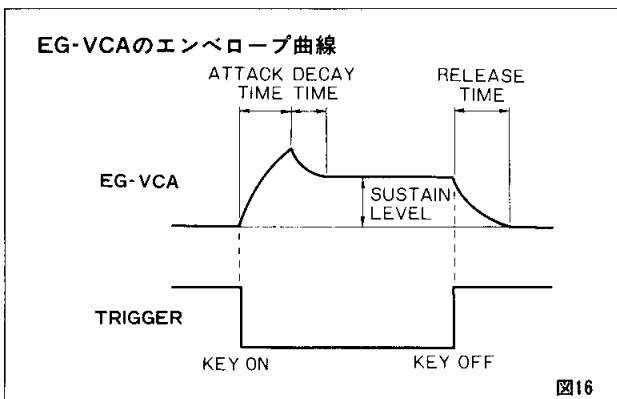 EG-VCAのエンベロープ曲線
ATTACK DECAY RELEASE
TIME TIME TIME
EG-VCA
SUSTAIN
LEVEL
TRIGGER
KEY ON KEY OFF
図16